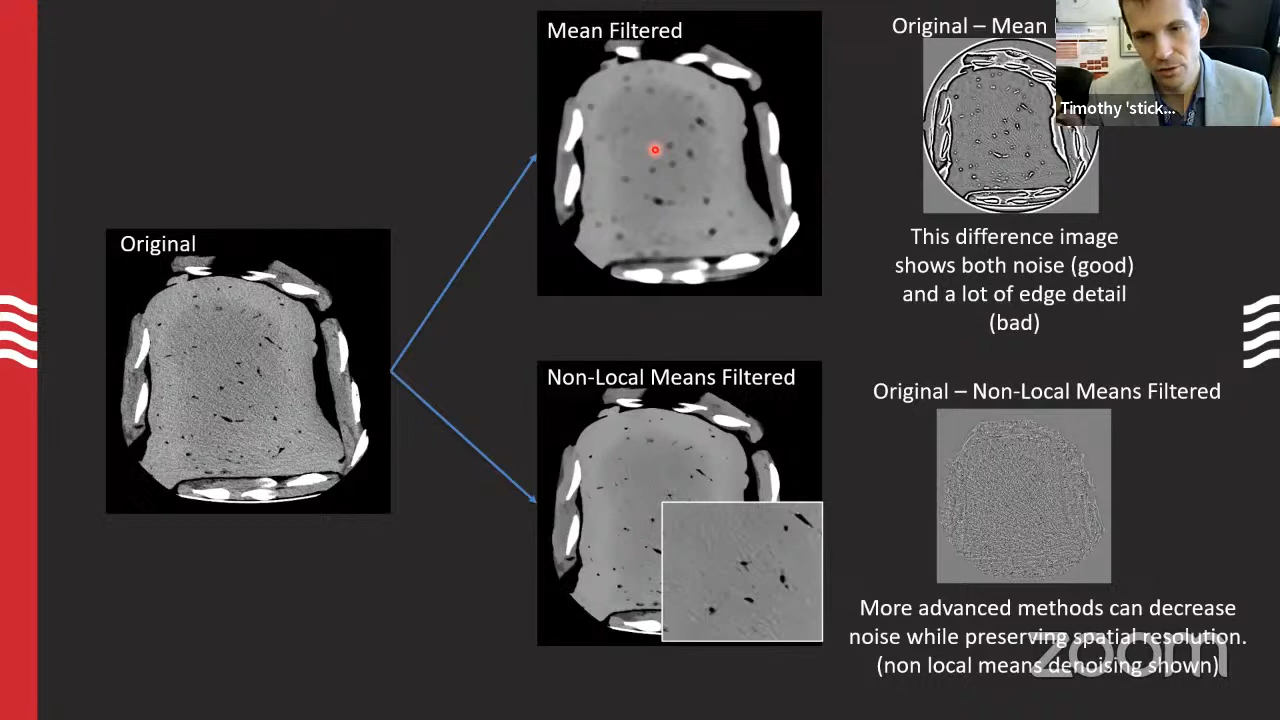 Mean Filtered
Original – Mean
Timothy 'stick...
Original
This difference image
shows both noise (good)
and a lot of edge detail
(bad)
Non-Local Means Filtered
Original – Non-Local Means Filtered
More advanced methods can decrease
noise while preserving spatial resolution.
(non local means denoising shown)
zoom